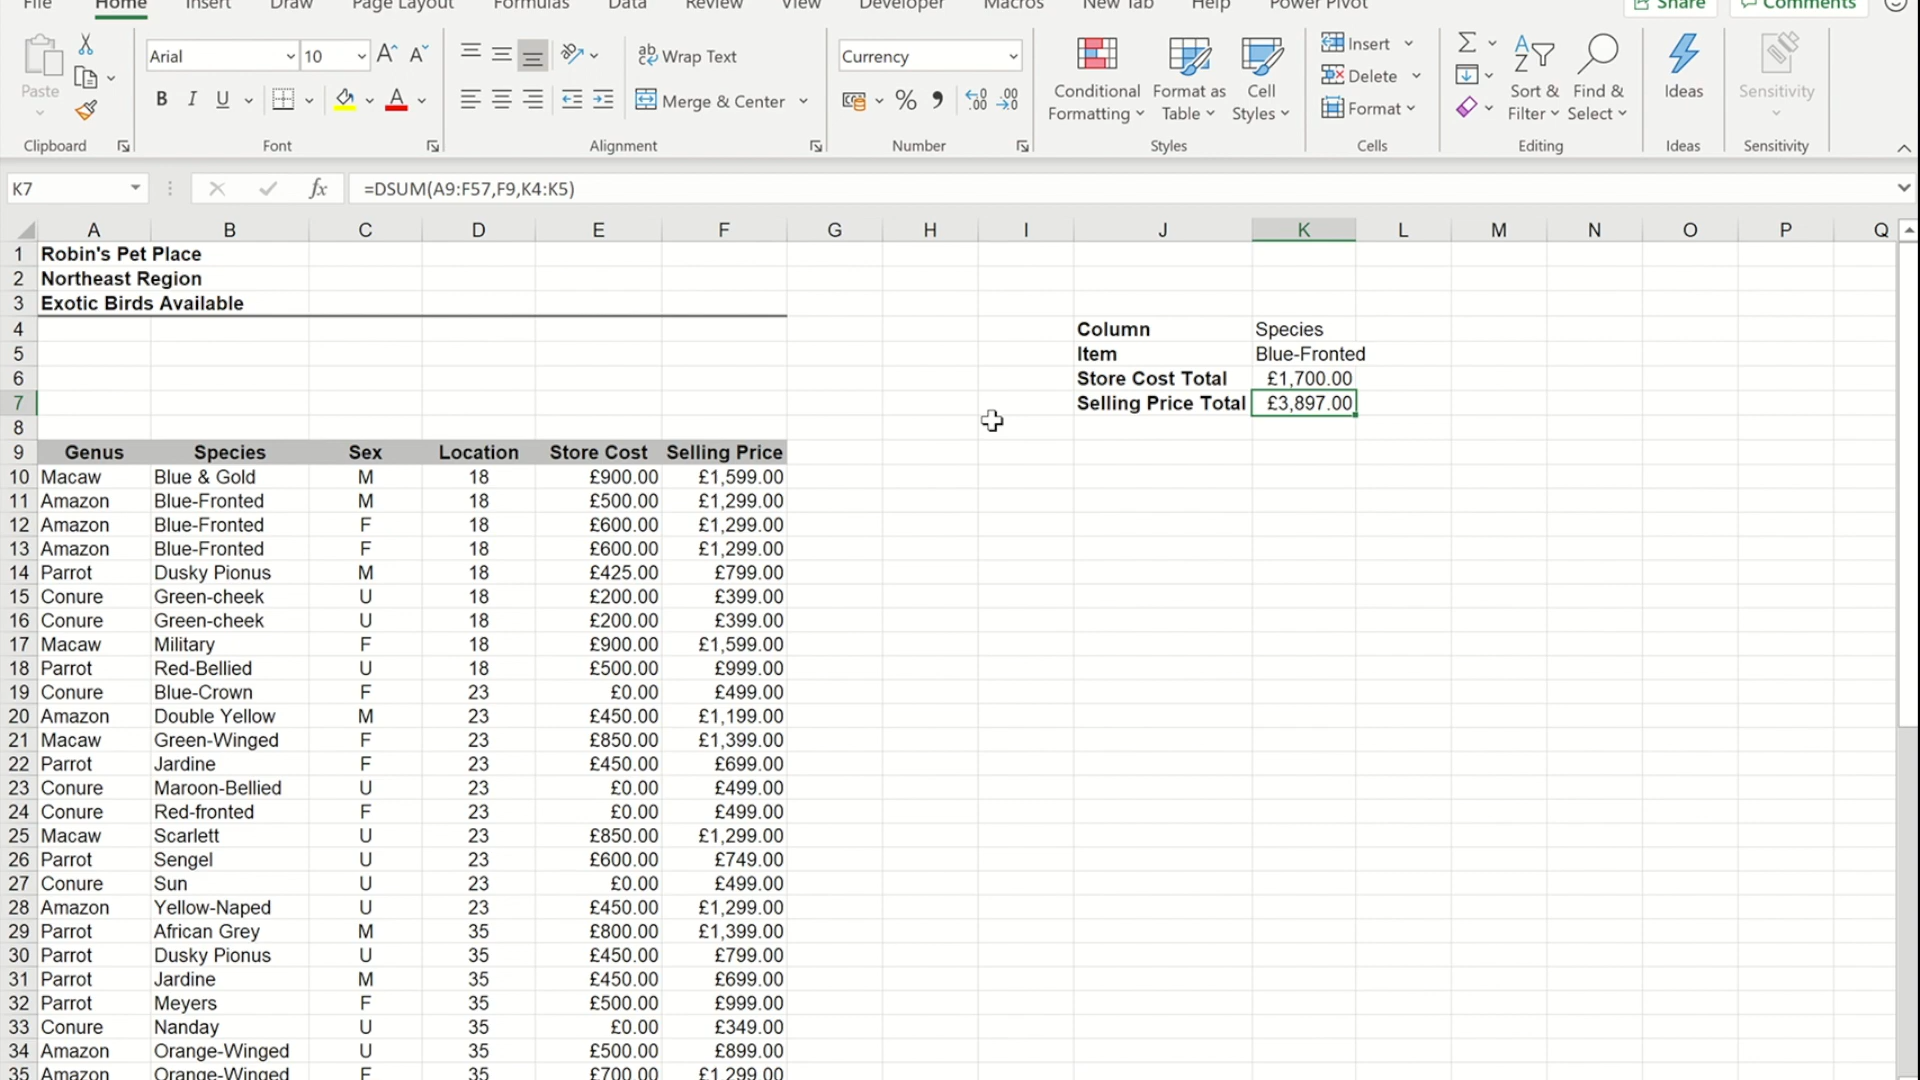 File Home Insert Draw Page Layout Formulas Data Review View Developer Macros New Tab Help Power Pivot Share Comments
Arial 10 Wrap Text Currency Insert
Paste Delete
B I U Merge & Center % 9 Conditional Formatting Format as Table Cell Styles Format Sort & Filter Find & Select Ideas Sensitivity
Clipboard Font Alignment Number Styles Cells Editing Ideas Sensitivity
K7 fx =DSUM(A9:F57,F9,K4:K5)
A B C D E F G H I J K L M N O P Q
1 Robin's Pet Place
2 Northeast Region
3 Exotic Birds Available
4 Column Species
5 Item Blue-Fronted
6 Store Cost Total £1,700.00
7 Selling Price Total £3,897.00
8
9 Genus Species Sex Location Store Cost Selling Price
10 Macaw Blue & Gold M 18 £900.00 £1,599.00
11 Amazon Blue-Fronted M 18 £500.00 £1,299.00
12 Amazon Blue-Fronted F 18 £600.00 £1,299.00
13 Amazon Blue-Fronted F 18 £600.00 £1,299.00
14 Parrot Dusky Pionus M 18 £425.00 £799.00
15 Conure Green-cheek U 18 £200.00 £399.00
16 Conure Green-cheek U 18 £200.00 £399.00
17 Macaw Military F 18 £900.00 £1,599.00
18 Parrot Red-Bellied U 18 £500.00 £999.00
19 Conure Blue-Crown F 23 £0.00 £499.00
20 Amazon Double Yellow M 23 £450.00 £1,199.00
21 Macaw Green-Winged F 23 £850.00 £1,399.00
22 Parrot Jardine F 23 £450.00 £699.00
23 Conure Maroon-Bellied U 23 £0.00 £499.00
24 Conure Red-fronted F 23 £0.00 £499.00
25 Macaw Scarlett U 23 £850.00 £1,299.00
26 Parrot Sengel U 23 £600.00 £749.00
27 Conure Sun U 23 £0.00 £499.00
28 Amazon Yellow-Naped U 23 £450.00 £1,299.00
29 Parrot African Grey M 35 £800.00 £1,399.00
30 Parrot Dusky Pionus U 35 £450.00 £799.00
31 Parrot Jardine M 35 £450.00 £699.00
32 Parrot Meyers F 35 £500.00 £999.00
33 Conure Nanday U 35 £0.00 £349.00
34 Amazon Orange-Winged U 35 £500.00 £899.00
35 Amazon Orange-Winged F 35 £700.00 £1,299.00